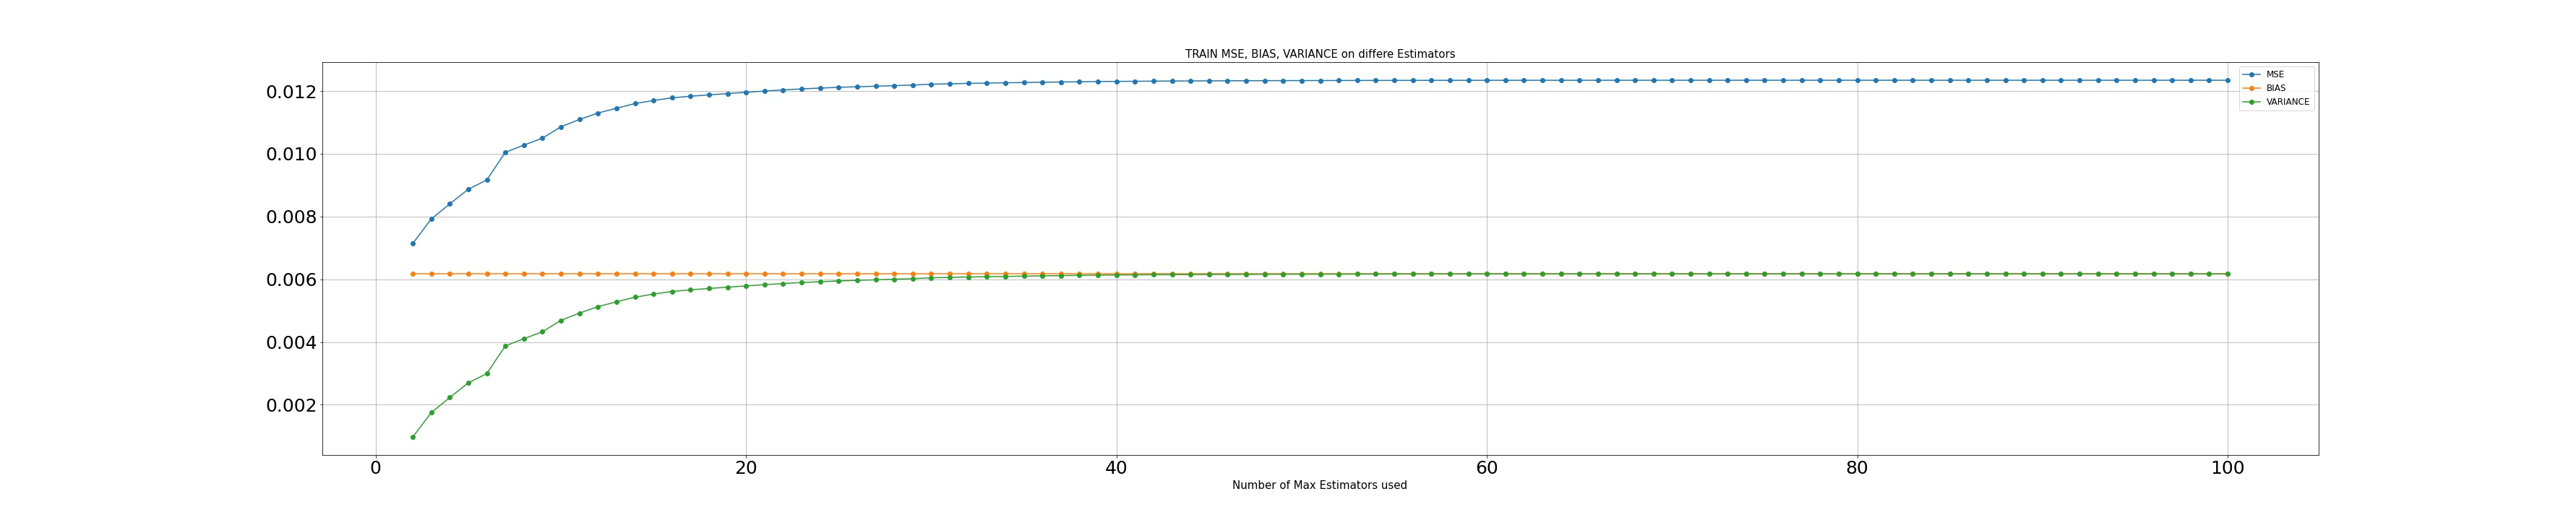 TRAIN MSE, BIAS, VARIANCE on differe Estimators
MSE
BIAS
VARIANCE
0.012
0.010
0.008
0.006
0.004
0.002
0 20 40 60 80 100
Number of Max Estimators used